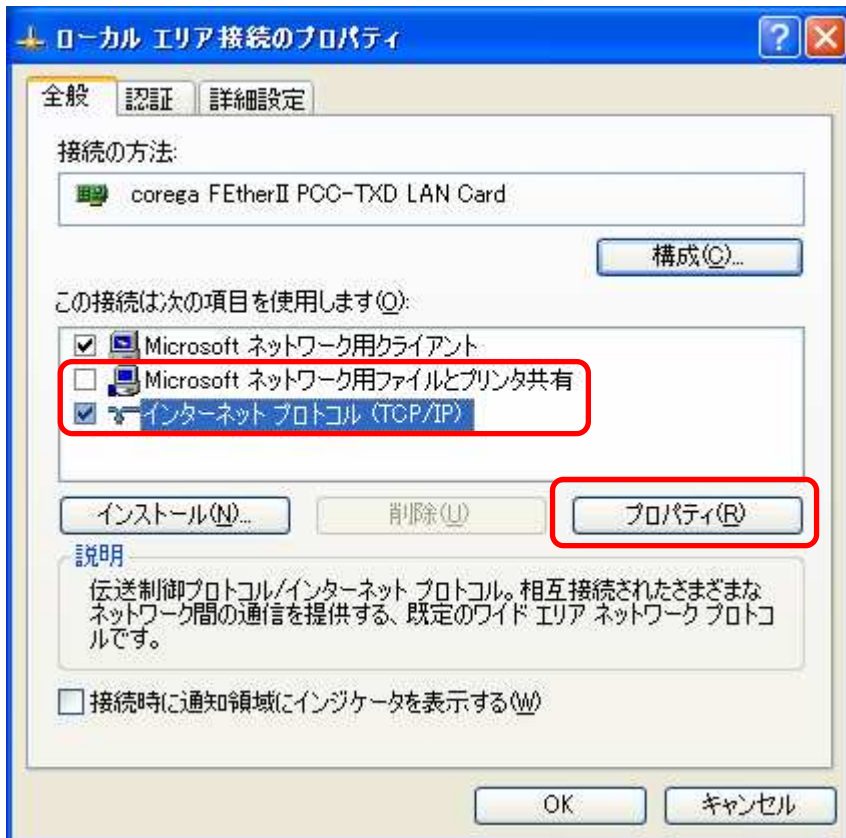 ローカル エリア接続のプロパティ
全般 認証 詳細設定
接続の方法:
corega FEtherII PCC-TXD LAN Card
構成(C)...
この接続は次の項目を使用します(O):
Microsoft ネットワーク用クライアント
Microsoft ネットワーク用ファイルとプリンタ共有
インターネット プロトコル (TCP/IP)
インストール(N)... 削除(U) プロパティ(R)
説明
伝送制御プロトコル/インターネット プロトコル。相互接続されたさまざまな
ネットワーク間の通信を提供する、既定のワイド エリア ネットワーク プロトコ
ルです。
接続時に通知領域にインジケータを表示する(W)
OK キャンセル